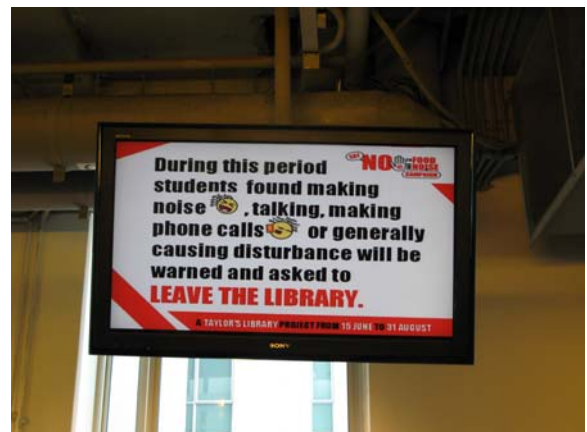 During this period
students found making
noise , talking, making
phone calls or generally
causing disturbance will be
warned and asked to
LEAVE THE LIBRARY.
SAY NO FOOD
NOISE
CAMPAIGN
A TAYLOR'S LIBRARY PROJECT FROM 15 JUNE TO 31 AUGUST
SONY